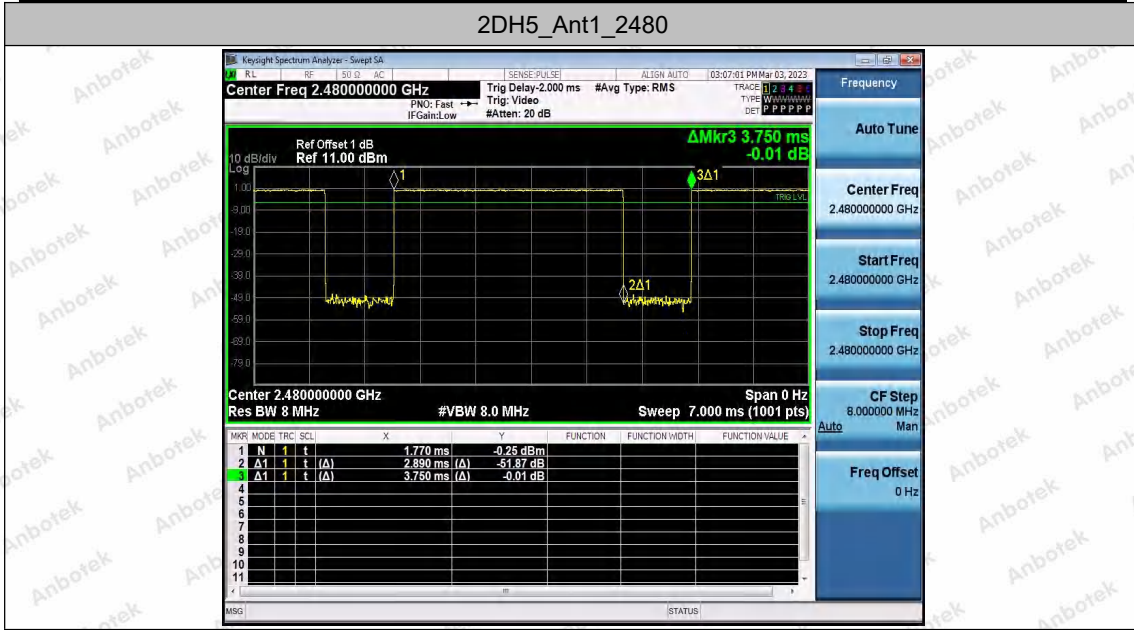 2DH5_Ant1_2480
Keysight Spectrum Analyzer - Swept SA
RL RF 50 Ω AC SENSE:PULSE ALIGN AUTO 03:07:01 PM Mar 03, 2023
Center Freq 2.480000000 GHz
PNO: Fast
IFGain:Low
Trig Delay-2.000 ms
Trig: Video
#Atten: 20 dB
#Avg Type: RMS
TRACE 1 2 3 4 5 6
TYPE WWWWWW
DET P P P P P P
ΔMkr3 3.750 ms
-0.01 dB
Ref Offset 1 dB
Ref 11.00 dBm
10 dB/div
Log
1.00
-9.00
-19.0
-29.0
-39.0
-49.0
-59.0
-69.0
-79.0
1
3Δ1
TRIG LVL
2Δ1
Center 2.480000000 GHz Span 0 Hz
Res BW 8 MHz #VBW 8.0 MHz Sweep 7.000 ms (1001 pts)
MKR MODE TRC SCL X Y FUNCTION FUNCTION WIDTH FUNCTION VALUE
1 N 1 t 1.770 ms -0.25 dBm
2 Δ1 1 t (Δ) 2.890 ms (Δ) -51.87 dB
3 Δ1 1 t (Δ) 3.750 ms (Δ) -0.01 dB
4
5
6
7
8
9
10
11
MSG STATUS
Frequency
Auto Tune
Center Freq
2.480000000 GHz
Start Freq
2.480000000 GHz
Stop Freq
2.480000000 GHz
CF Step
8.000000 MHz
Auto Man
Freq Offset
0 Hz
Anbotek